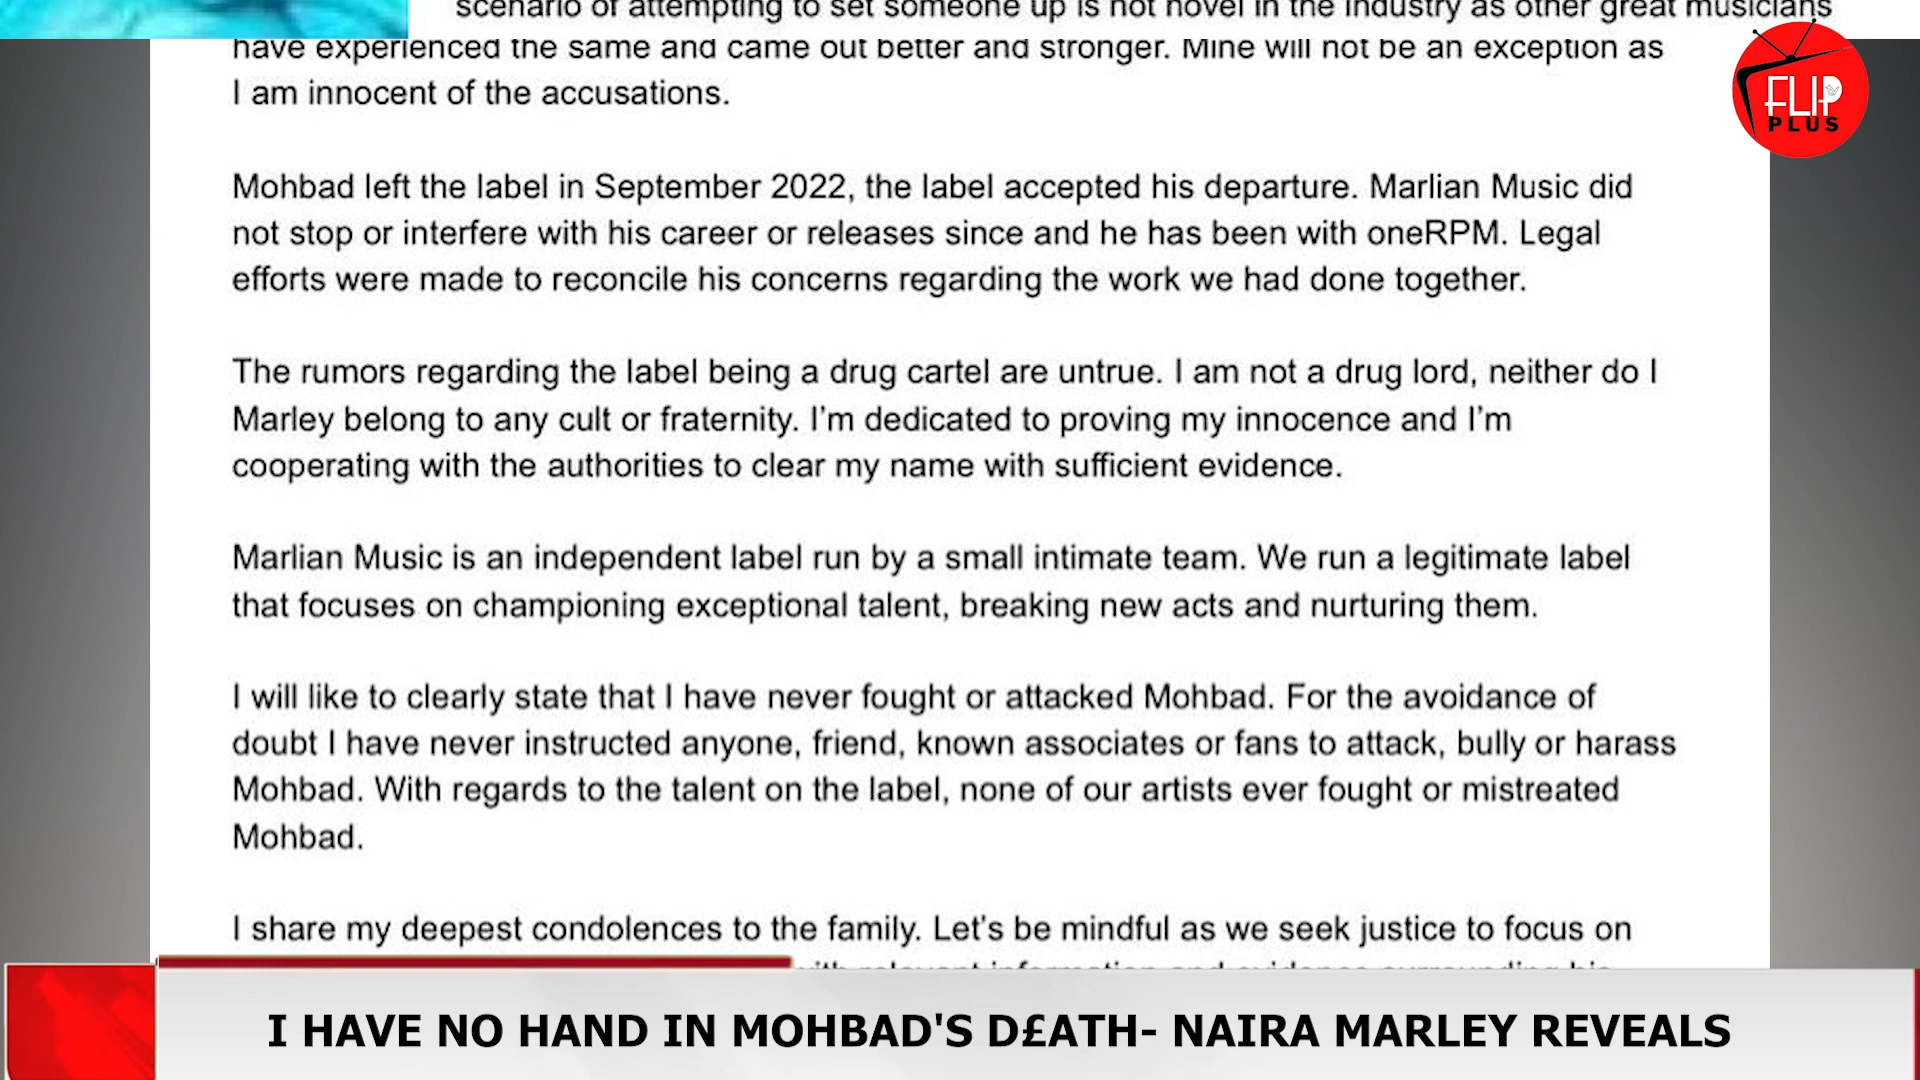 scenario of attempting to set someone up is not novel in the industry as other great musicians
have experienced the same and came out better and stronger. Mine will not be an exception as
I am innocent of the accusations.
FLIP
TV
PLUS
Mohbad left the label in September 2022, the label accepted his departure. Marlian Music did
not stop or interfere with his career or releases since and he has been with oneRPM. Legal
efforts were made to reconcile his concerns regarding the work we had done together.
The rumors regarding the label being a drug cartel are untrue. I am not a drug lord, neither do I
Marley belong to any cult or fraternity. I’m dedicated to proving my innocence and I’m
cooperating with the authorities to clear my name with sufficient evidence.
Marlian Music is an independent label run by a small intimate team. We run a legitimate label
that focuses on championing exceptional talent, breaking new acts and nurturing them.
I will like to clearly state that I have never fought or attacked Mohbad. For the avoidance of
doubt I have never instructed anyone, friend, known associates or fans to attack, bully or harass
Mohbad. With regards to the talent on the label, none of our artists ever fought or mistreated
Mohbad.
I share my deepest condolences to the family. Let’s be mindful as we seek justice to focus on
with relevant information and evidence surrounding his
I HAVE NO HAND IN MOHBAD'S D£ATH- NAIRA MARLEY REVEALS